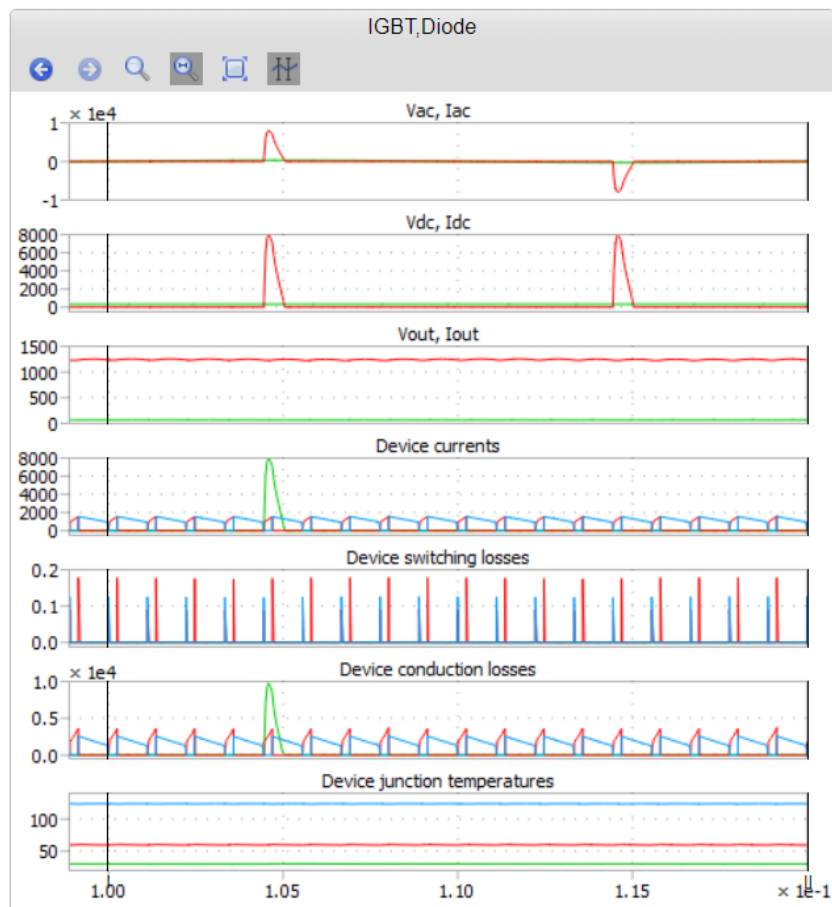 IGBT,Diode
× 1e4
Vac, Iac
1
0
-1
Vdc, Idc
8000
6000
4000
2000
0
Vout, Iout
1500
1000
500
0
Device currents
8000
6000
4000
2000
0
Device switching losses
0.2
0.1
0.0
× 1e4
Device conduction losses
1.0
0.5
0.0
Device junction temperatures
100
50
1.00 1.05 1.10 1.15 × 1e-1